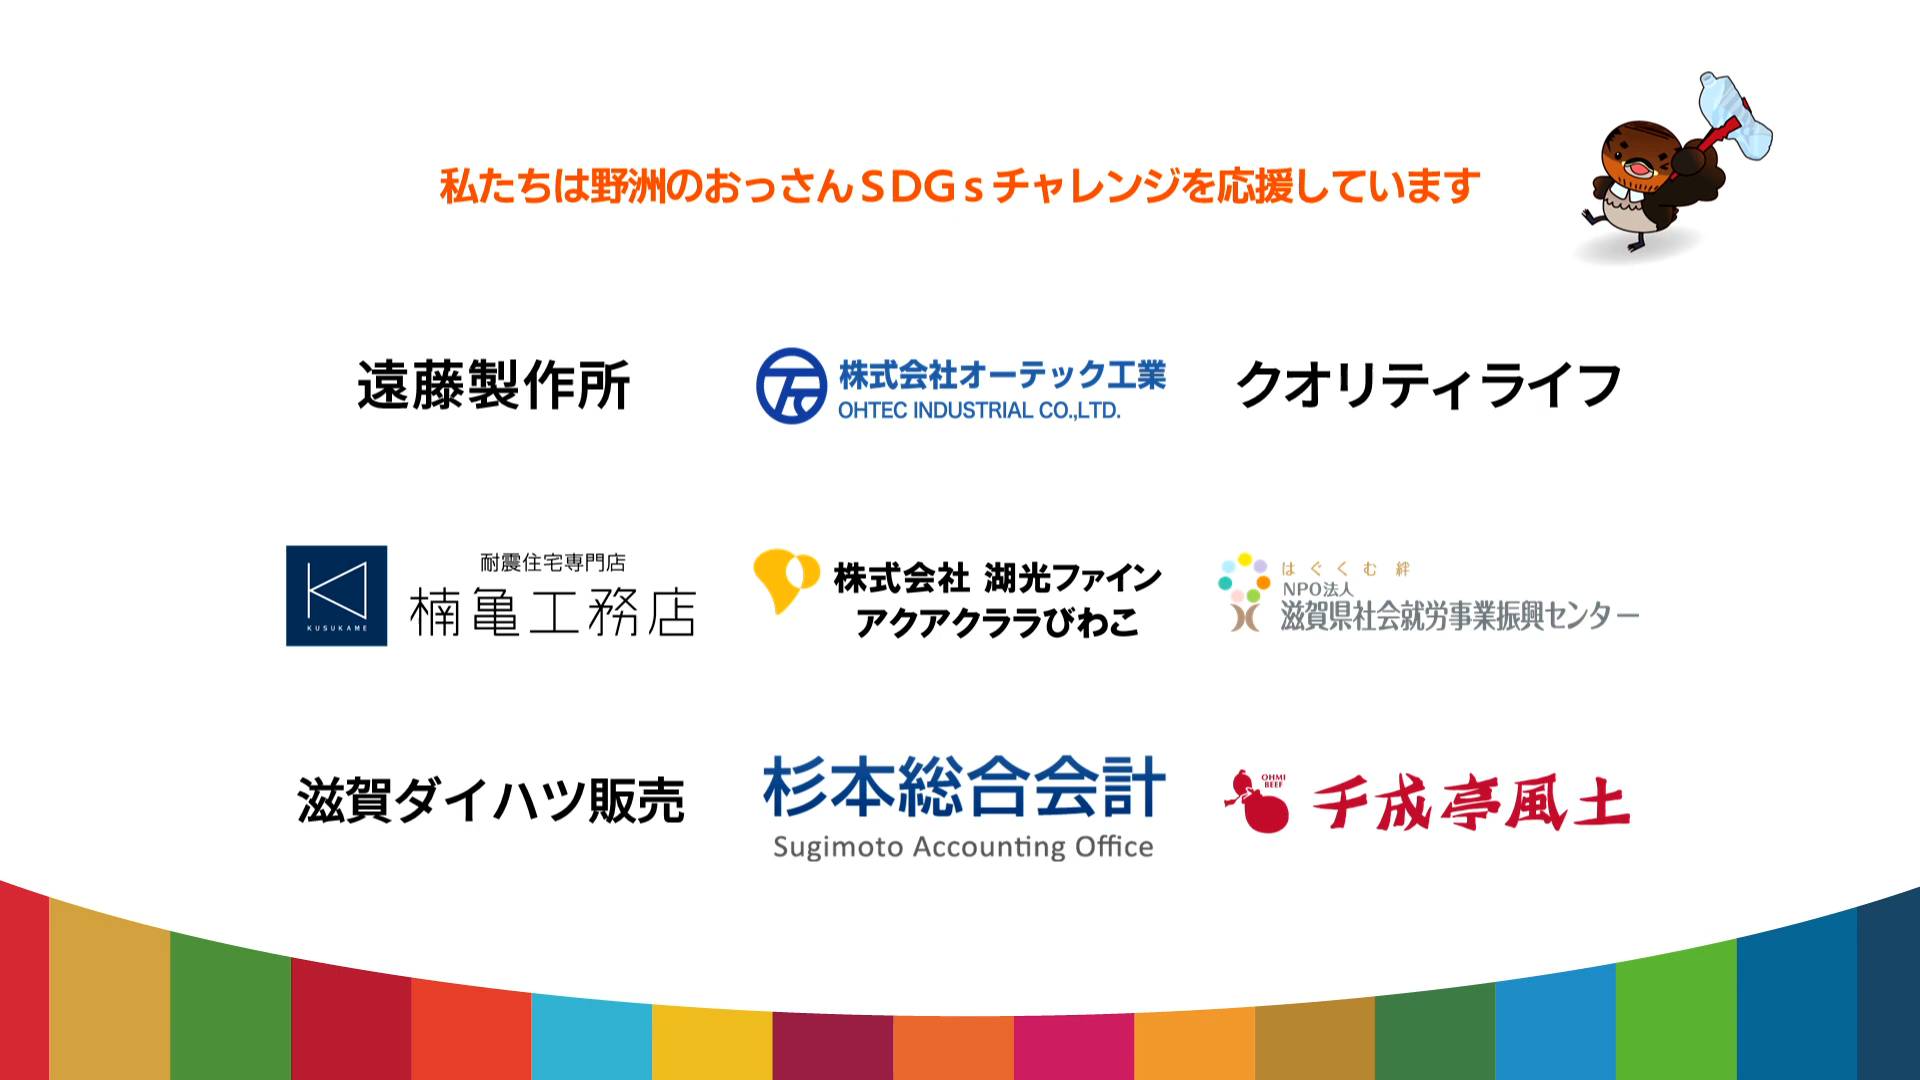 私たちは野洲のおっさんＳＤＧｓチャレンジを応援しています
遠藤製作所
株式会社オーテック工業
OHTEC INDUSTRIAL CO.,LTD.
クオリティライフ
KUSUKAME
耐震住宅専門店
楠亀工務店
株式会社 湖光ファイン
アクアクララびわこ
はぐくむ絆
NPO法人
滋賀県社会就労事業振興センター
滋賀ダイハツ販売
杉本総合会計
Sugimoto Accounting Office
OHMI
BEEF
千成亭風土